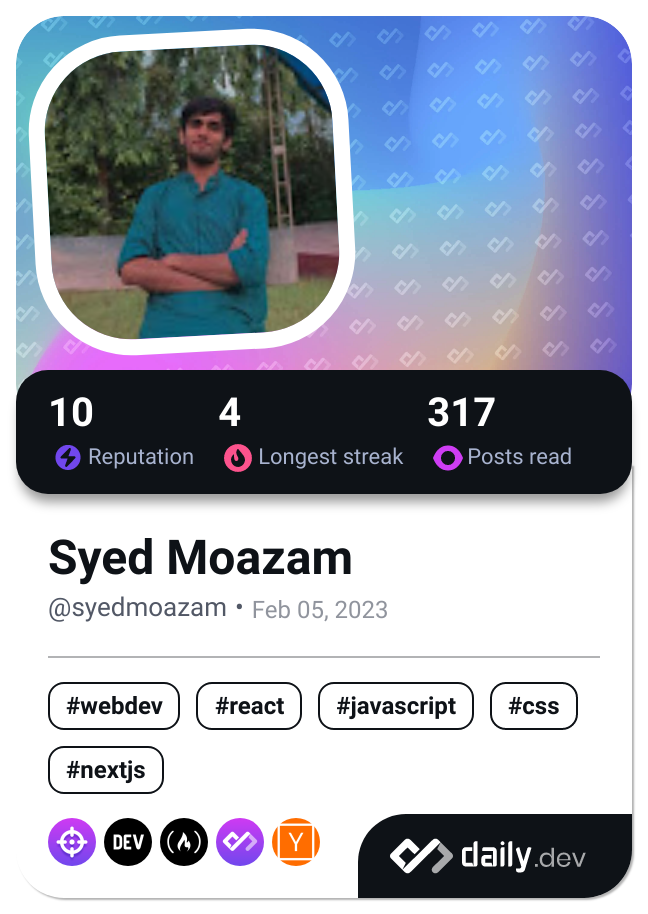 10 4 317
Reputation Longest streak Posts read
Syed Moazam
@syedmoazam • Feb 05, 2023
#webdev #react #javascript #css
#nextjs
DEV Y daily.dev